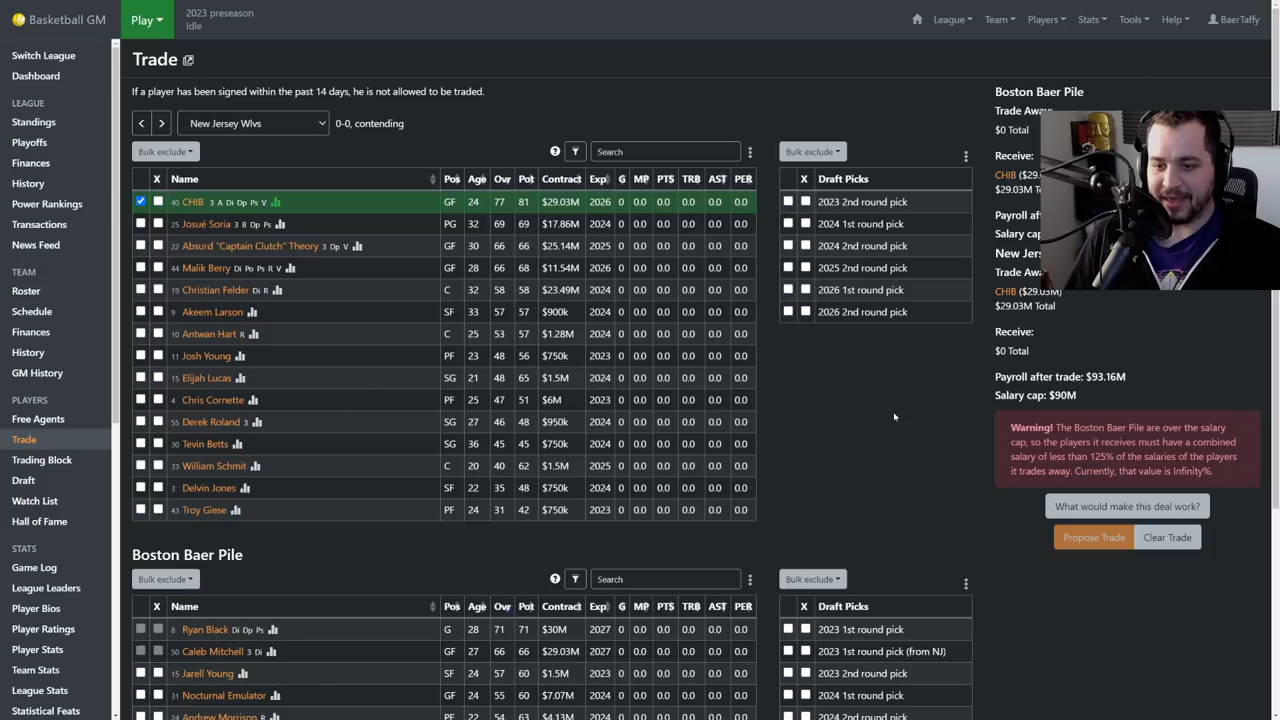 Basketball GM
Play
2023 preseason
Idle
League
Team
Players
Stats
Tools
Help
BaerTaffy
Switch League
Dashboard
LEAGUE
Standings
Playoffs
Finances
History
Power Rankings
Transactions
News Feed
TEAM
Roster
Schedule
Finances
History
GM History
PLAYERS
Free Agents
Trade
Trading Block
Draft
Watch List
Hall of Fame
STATS
Game Log
League Leaders
Player Bios
Player Ratings
Player Stats
Team Stats
League Stats
Statistical Feats
Trade
If a player has been signed within the past 14 days, he is not allowed to be traded.
New Jersey Wlvs 0-0, contending
Bulk exclude Search
X Name Pos Age Ovr Pot Contract Exp G MP PTS TRB AST PER
40 CHIB 3 A Di Dp Ps V GF 24 77 81 $29.03M 2026 0 0.0 0.0 0.0 0.0 0.0
25 Josué Soria 3 B Dp Ps PG 32 69 69 $17.86M 2024 0 0.0 0.0 0.0 0.0 0.0
22 Absurd "Captain Clutch" Theory 3 Dp V GF 30 66 66 $25.14M 2025 0 0.0 0.0 0.0 0.0 0.0
44 Malik Berry Di Po Ps R V GF 28 66 68 $11.54M 2026 0 0.0 0.0 0.0 0.0 0.0
19 Christian Felder Di R C 32 58 58 $23.49M 2024 0 0.0 0.0 0.0 0.0 0.0
9 Akeem Larson SF 33 57 57 $900k 2024 0 0.0 0.0 0.0 0.0 0.0
10 Antwan Hart R C 25 53 57 $1.28M 2024 0 0.0 0.0 0.0 0.0 0.0
11 Josh Young PF 23 48 56 $750k 2023 0 0.0 0.0 0.0 0.0 0.0
15 Elijah Lucas SG 21 48 65 $1.5M 2024 0 0.0 0.0 0.0 0.0 0.0
4 Chris Cornette PF 25 47 51 $6M 2023 0 0.0 0.0 0.0 0.0 0.0
55 Derek Roland 3 SG 27 46 48 $950k 2024 0 0.0 0.0 0.0 0.0 0.0
30 Tevin Betts SG 36 45 45 $750k 2024 0 0.0 0.0 0.0 0.0 0.0
33 William Schmit C 20 40 62 $1.5M 2025 0 0.0 0.0 0.0 0.0 0.0
3 Delvin Jones SF 22 35 48 $750k 2024 0 0.0 0.0 0.0 0.0 0.0
43 Troy Giese PF 24 31 42 $750k 2023 0 0.0 0.0 0.0 0.0 0.0
Bulk exclude
X Draft Picks
2023 2nd round pick
2024 1st round pick
2024 2nd round pick
2025 2nd round pick
2026 1st round pick
2026 2nd round pick
Boston Baer Pile
Bulk exclude Search
X Name Pos Age Ovr Pot Contract Exp G MP PTS TRB AST PER
8 Ryan Black Di Dp Ps G 28 71 71 $30M 2027 0 0.0 0.0 0.0 0.0 0.0
50 Caleb Mitchell 3 Di GF 27 66 66 $29.03M 2027 0 0.0 0.0 0.0 0.0 0.0
15 Jarell Young SF 24 57 60 $1.5M 2023 0 0.0 0.0 0.0 0.0 0.0
31 Nocturnal Emulator GF 24 55 60 $7.07M 2023 0 0.0 0.0 0.0 0.0 0.0
24 Andrew Morrison R PF 22 54 63 $4.13M 2023 0 0.0 0.0 0.0 0.0 0.0
Bulk exclude
X Draft Picks
2023 1st round pick
2023 1st round pick (from NJ)
2023 2nd round pick
2024 1st round pick
2024 2nd round pick
Boston Baer Pile
Trade Away:
$0 Total
Receive:
CHIB ($29.
$29.03M
Payroll after
Salary cap:
New Jers
Trade Awa
CHIB ($29.03M)
$29.03M Total
Receive:
$0 Total
Payroll after trade: $93.16M
Salary cap: $90M
Warning! The Boston Baer Pile are over the salary
cap, so the players it receives must have a combined
salary of less than 125% of the salaries of the players
it trades away. Currently, that value is Infinity%.
What would make this deal work?
Propose Trade
Clear Trade